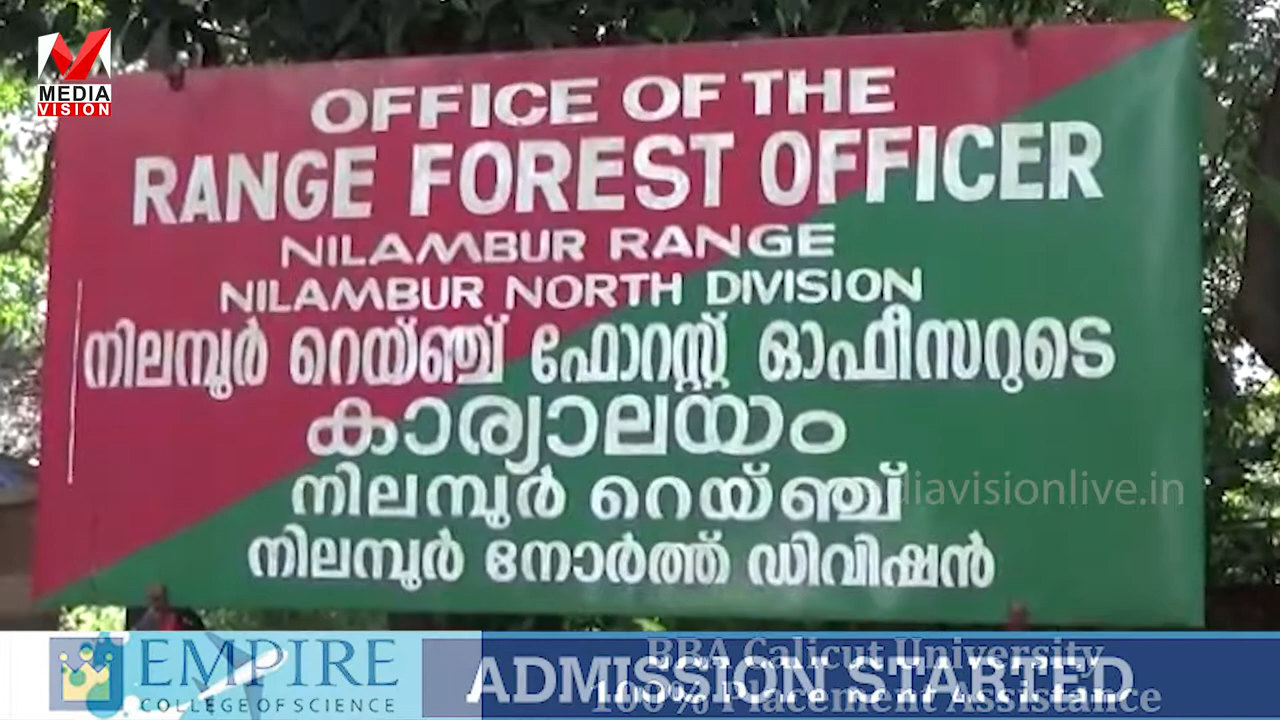 MEDIA
VISION
OFFICE OF THE
RANGE FOREST OFFICER
NILAMBUR RANGE
NILAMBUR NORTH DIVISION
നിലമ്പൂർ റെയ്ഞ്ച് ഫോറസ്റ്റ് ഓഫീസറുടെ
കാര്യാലയം
നിലമ്പൂർ റെയ്ഞ്ച്
diavisionlive.in
നിലമ്പൂർ നോർത്ത് ഡിവിഷൻ
EMPIRE
COLLEGE OF SCIENCE
ADMISSION STARTED
BBA Calicut University
100% Placement Assistance